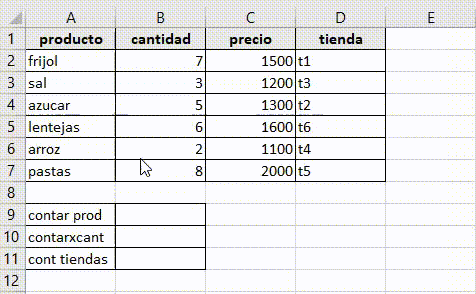 A B C D E
1 producto cantidad precio tienda
2 frijol 7 1500 t1
3 sal 3 1200 t3
4 azucar 5 1300 t2
5 lentejas 6 1600 t6
6 arroz 2 1100 t4
7 pastas 8 2000 t5
8
9 contar prod
10 contarxcant
11 cont tiendas
12